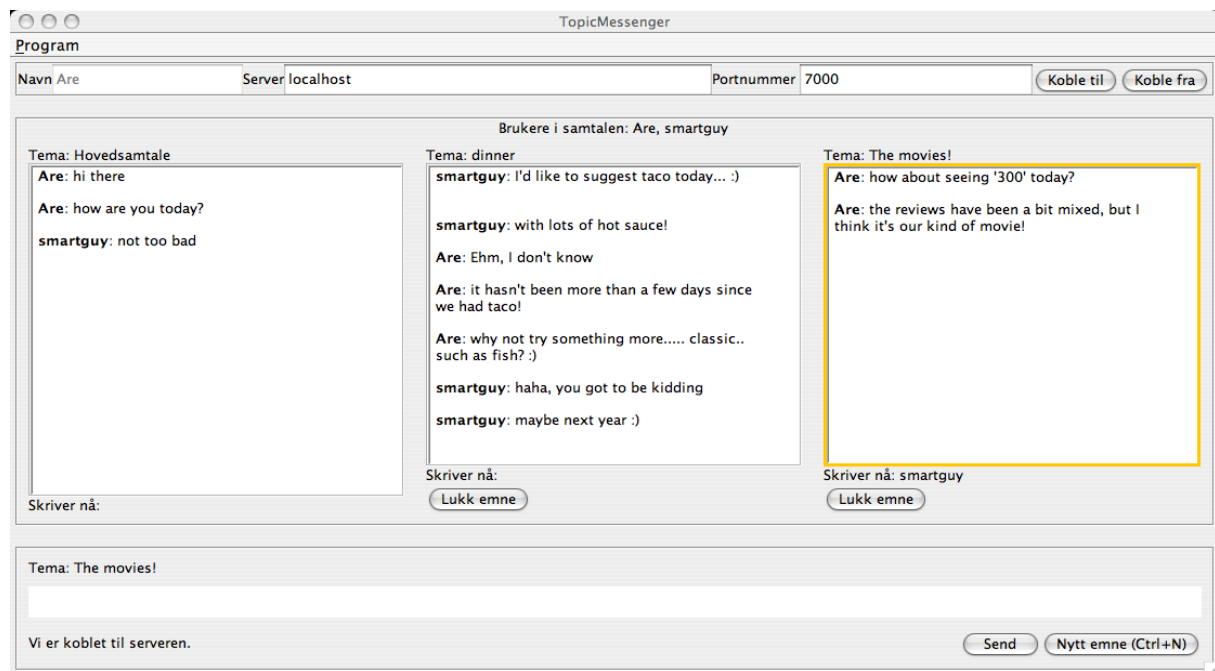 TopicMessenger
Program
Navn Are Server localhost Portnummer 7000 Koble til Koble fra
Brukere i samtalen: Are, smartguy
Tema: Hovedsamtale
Are: hi there
Are: how are you today?
smartguy: not too bad
Skriver nå:
Tema: dinner
smartguy: I'd like to suggest taco today... :)
smartguy: with lots of hot sauce!
Are: Ehm, I don't know
Are: it hasn't been more than a few days since
we had taco!
Are: why not try something more..... classic..
such as fish? :)
smartguy: haha, you got to be kidding
smartguy: maybe next year :)
Skriver nå:
Lukk emne
Tema: The movies!
Are: how about seeing '300' today?
Are: the reviews have been a bit mixed, but I
think it's our kind of movie!
Skriver nå: smartguy
Lukk emne
Tema: The movies!
Vi er koblet til serveren.
Send Nytt emne (Ctrl+N)